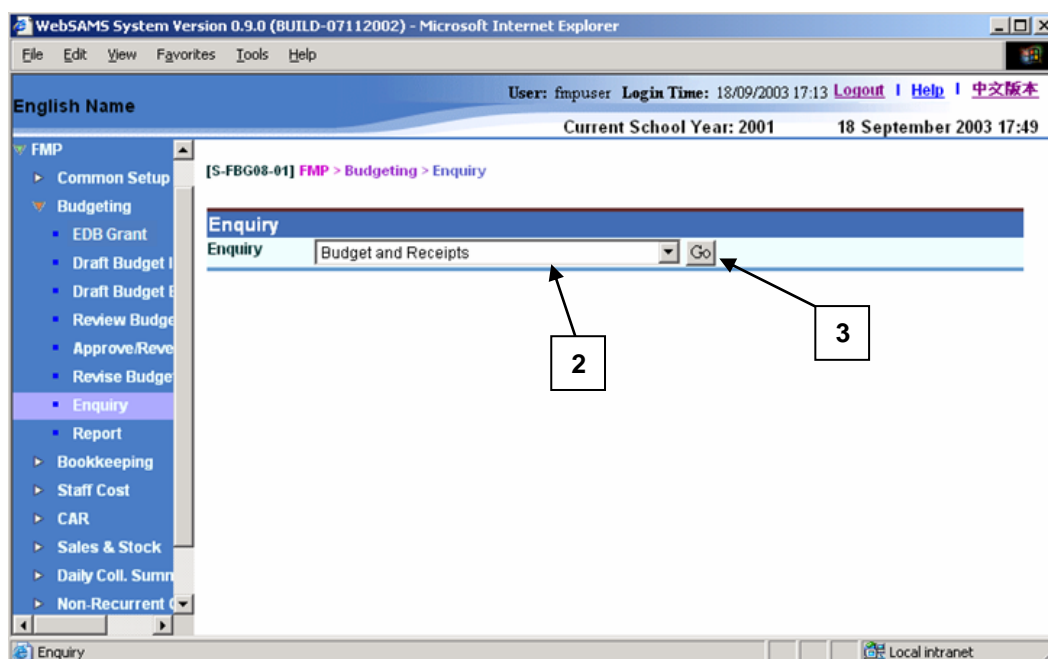 WebSAMS System Version 0.9.0 (BUILD-07112002) - Microsoft Internet Explorer
File Edit View Favorites Tools Help
User: fmpuser Login Time: 18/09/2003 17:13 Logout | Help | 中文版本
English Name
Current School Year: 2001 18 September 2003 17:49
FMP
[S-FBG08-01] FMP > Budgeting > Enquiry
Common Setup
Budgeting
Enquiry
EDB Grant
Enquiry Budget and Receipts Go
Draft Budget I
Draft Budget E
Review Budge
3
Approve/Reve
2
Revise Budge
Enquiry
Report
Bookkeeping
Staff Cost
CAR
Sales & Stock
Daily Coll. Summ
Non-Recurrent
Enquiry Local intranet